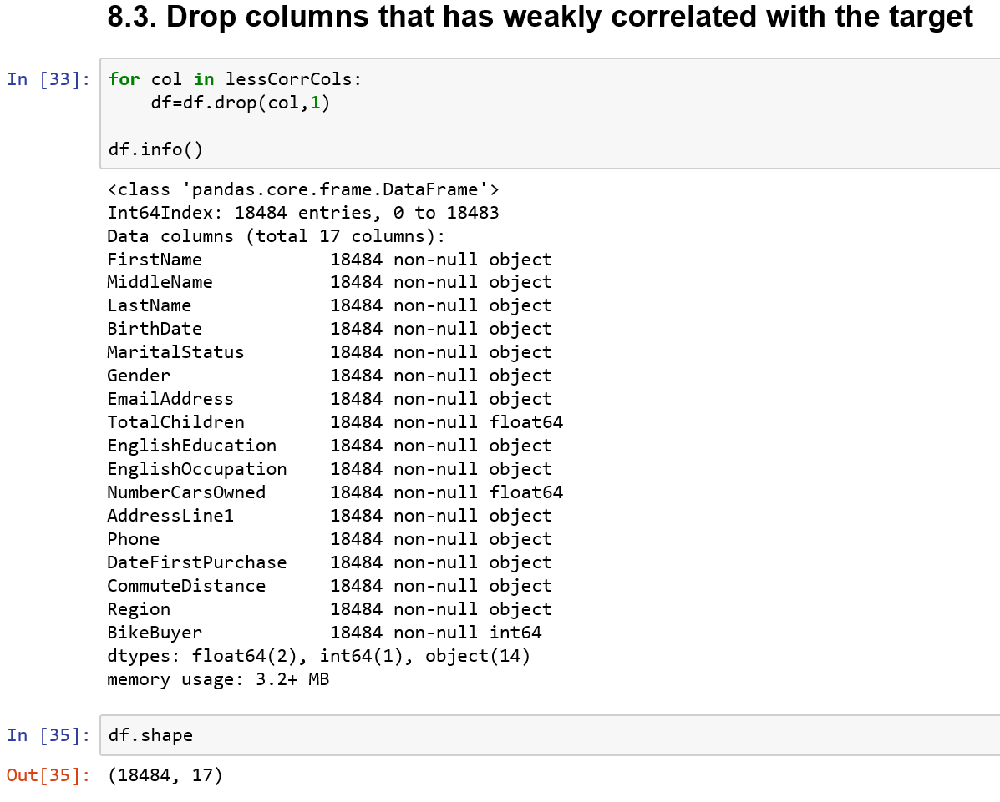 8.3. Drop columns that has weakly correlated with the target
In [33]: for col in lessCorrCols:
    df=df.drop(col,1)
df.info()
<class 'pandas.core.frame.DataFrame'>
Int64Index: 18484 entries, 0 to 18483
Data columns (total 17 columns):
FirstName            18484 non-null object
MiddleName           18484 non-null object
LastName             18484 non-null object
BirthDate            18484 non-null object
MaritalStatus        18484 non-null object
Gender               18484 non-null object
EmailAddress         18484 non-null object
TotalChildren        18484 non-null float64
EnglishEducation     18484 non-null object
EnglishOccupation    18484 non-null object
NumberCarsOwned      18484 non-null float64
AddressLine1         18484 non-null object
Phone                18484 non-null object
DateFirstPurchase    18484 non-null object
CommuteDistance      18484 non-null object
Region               18484 non-null object
BikeBuyer            18484 non-null int64
dtypes: float64(2), int64(1), object(14)
memory usage: 3.2+ MB
In [35]: df.shape
Out[35]: (18484, 17)